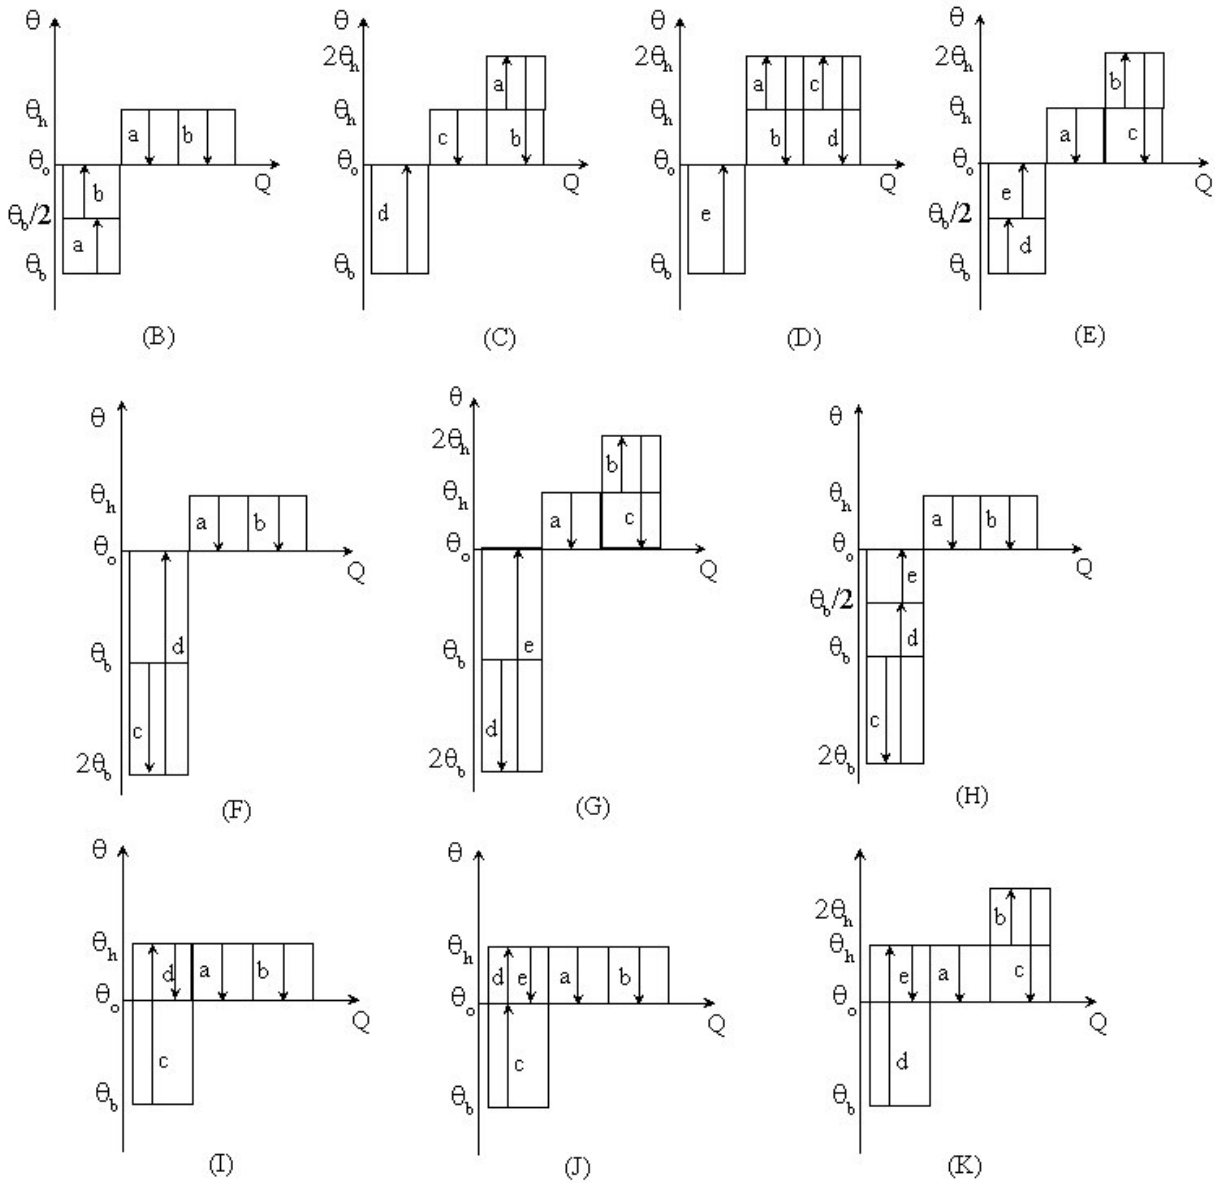 θ θ θ θ
2θh 2θh 2θh
a a c b
θh a b θh c θh θh a
b b d c
θo Q θo Q θo Q θo Q
b d e e
θb/2 θb/2
a d
θb θb θb θb
(B) (C) (D) (E)
θ θ θ
2θh
b
θh a b θh a c θh a b
θo Q θo Q θo Q
e
θb/2
d e d
θb θb θb
c d c
2θb 2θb 2θb
(F) (G) (H)
θ θ
2θh b
θh d a b θh d e a b θh e a c
θo Q θo Q θo Q
c c d
θb θb θb
(I) (J) (K)